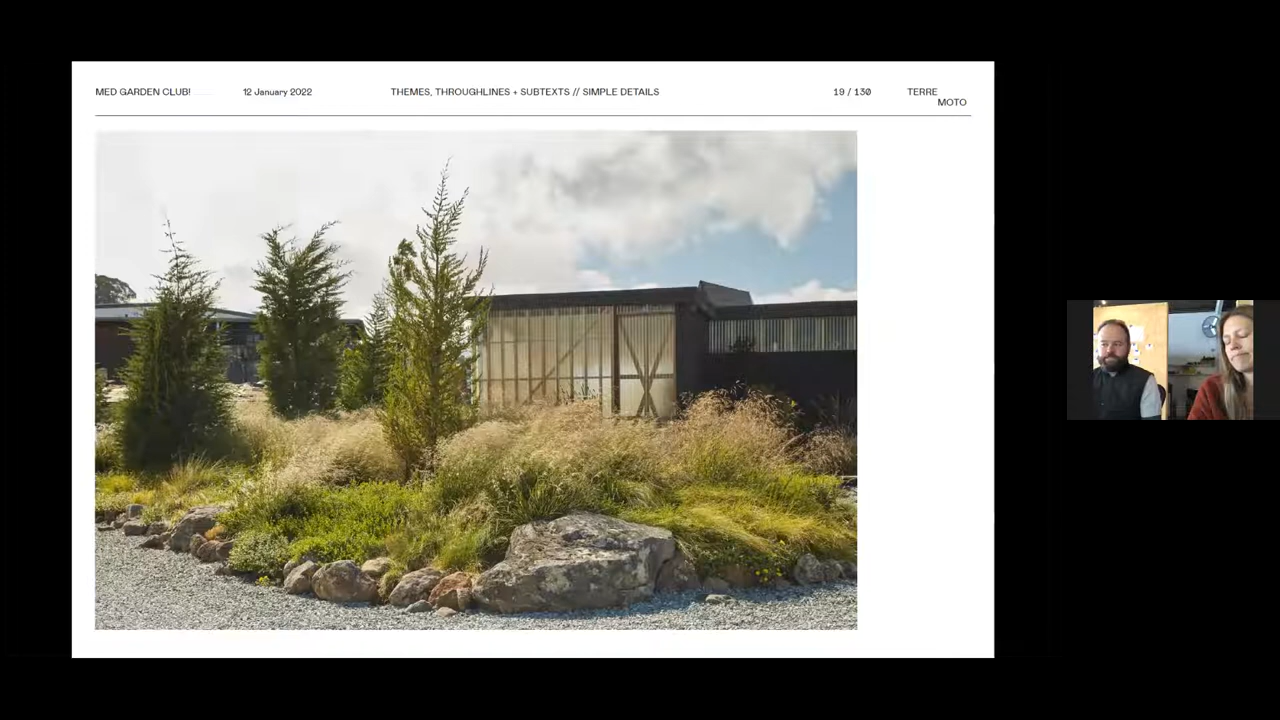 MED GARDEN CLUB!
12 January 2022
THEMES, THROUGHLINES + SUBTEXTS // SIMPLE DETAILS
19 / 130
TERRE
MOTO